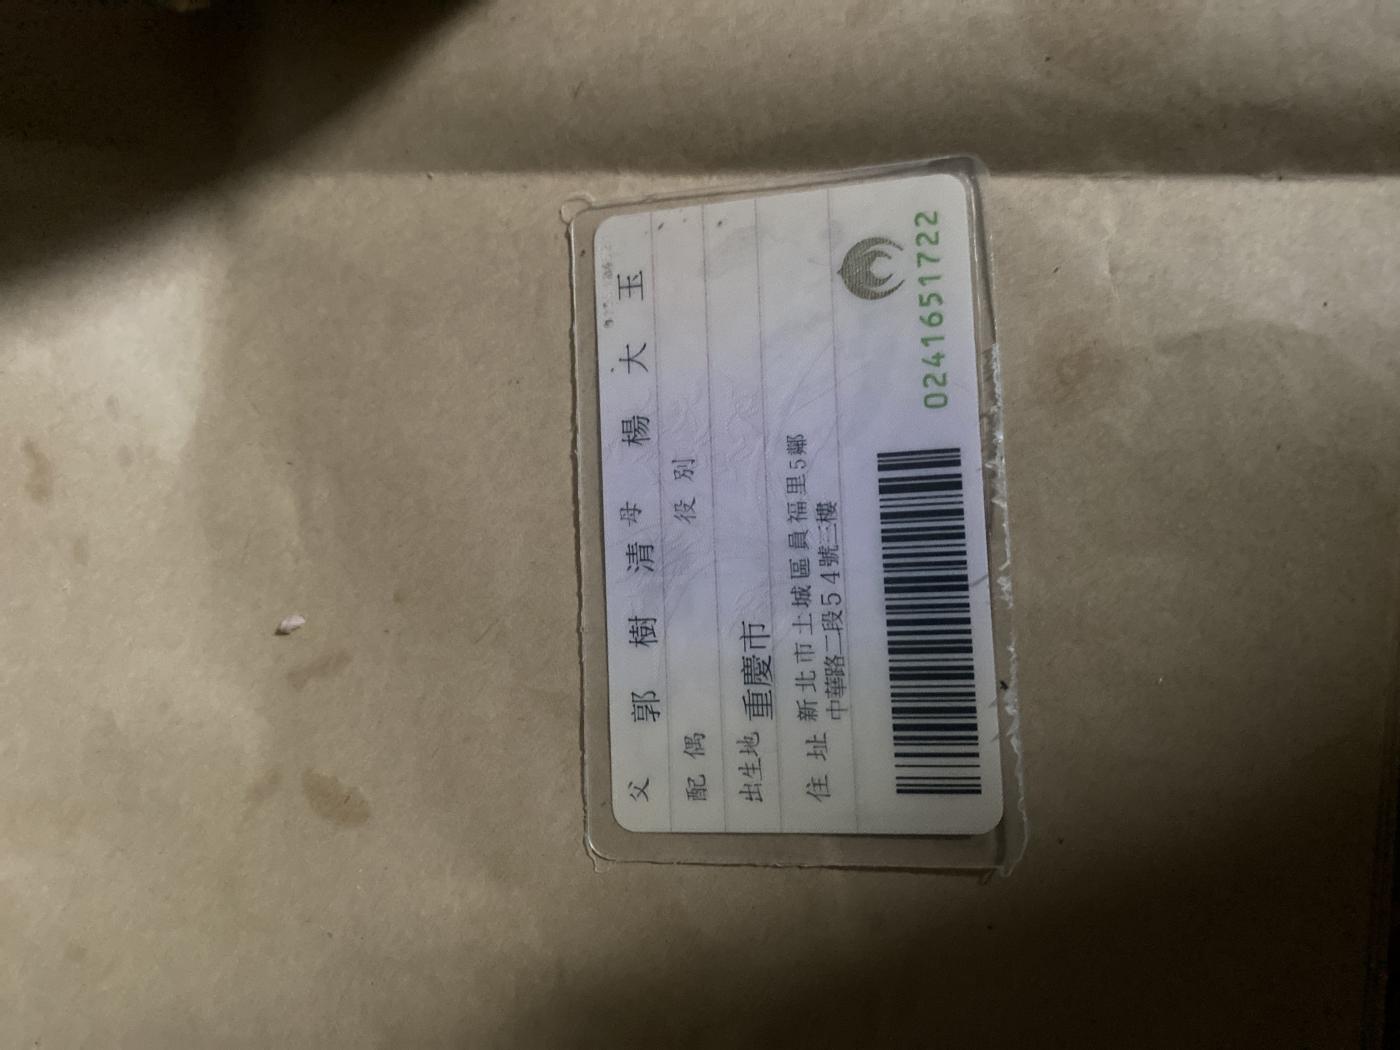 父 郭樹清 母 楊大玉
配偶 役別
出生地 重慶市
住址 新北市土城區員福里5鄰
中華路二段54號三樓
0241651722